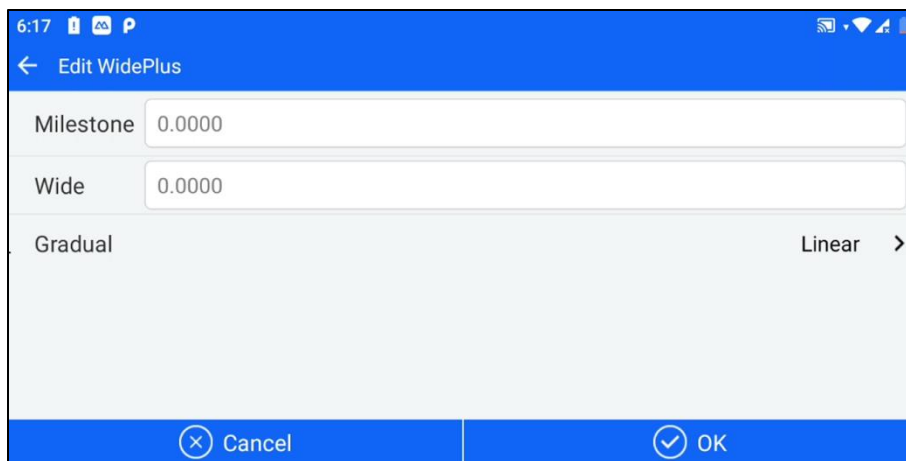 6:17
Edit WidePlus
Milestone 0.0000
Wide 0.0000
Gradual Linear
Cancel OK